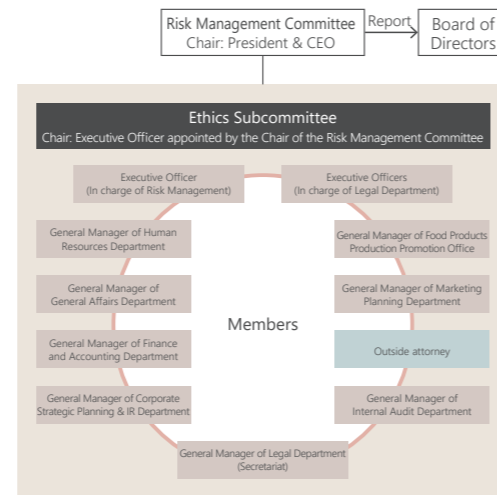 Risk Management Committee
Chair: President & CEO
Report
Board of
Directors
Ethics Subcommittee
Chair: Executive Officer appointed by the Chair of the Risk Management Committee
Executive Officer
(In charge of Risk Management)
Executive Officers
(In charge of Legal Department)
General Manager of Human
Resources Department
General Manager of Food Products
Production Promotion Office
General Manager of
General Affairs Department
General Manager of Marketing
Planning Department
Members
General Manager of Finance
and Accounting Department
Outside attorney
General Manager of Corporate
Strategic Planning & IR Department
General Manager of
Internal Audit Department
General Manager of Legal Department
(Secretariat)